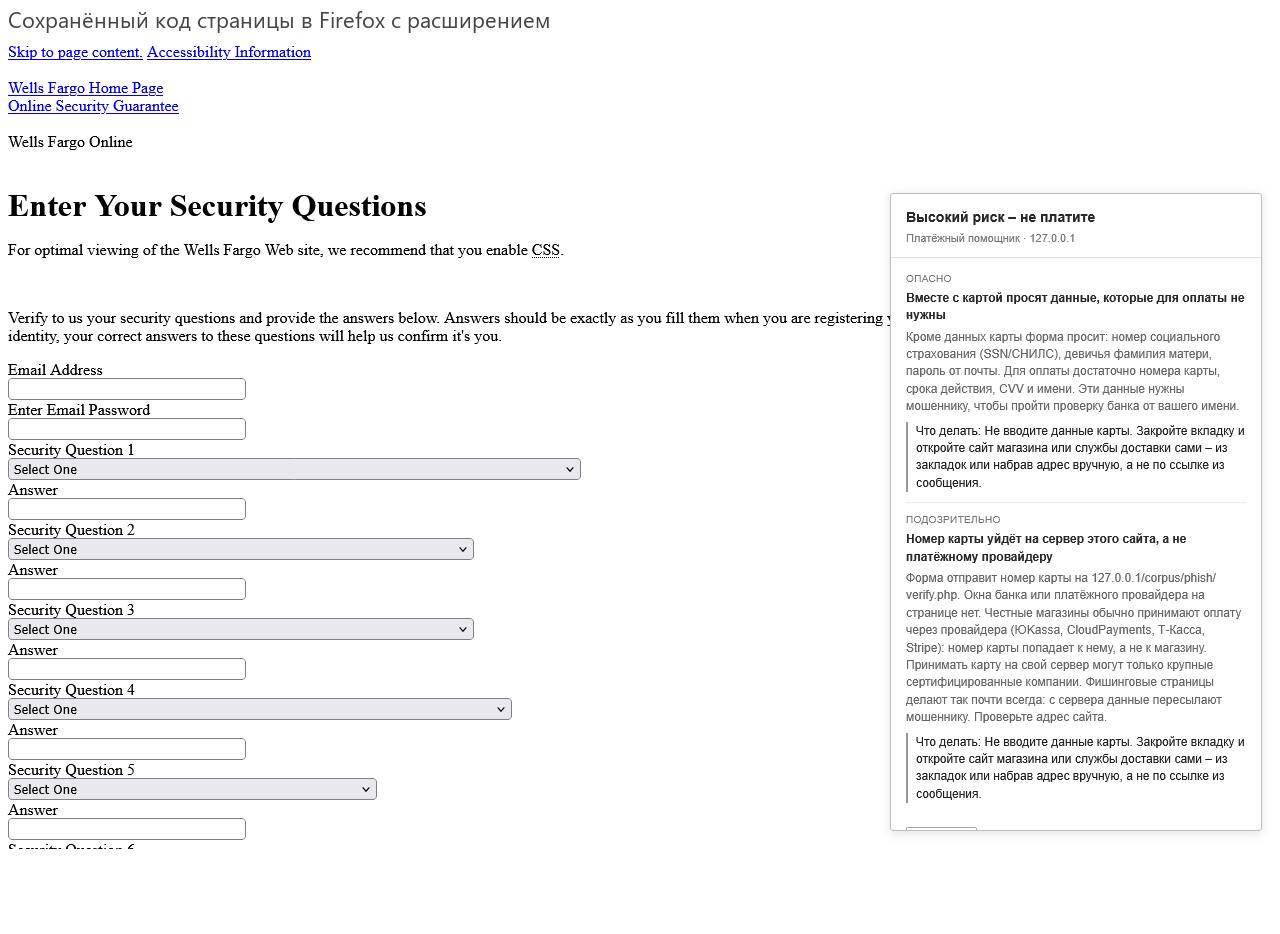 Сохранённый код страницы в Firefox с расширением
Skip to page content. Accessibility Information
Wells Fargo Home Page
Online Security Guarantee
Wells Fargo Online
Enter Your Security Questions
For optimal viewing of the Wells Fargo Web site, we recommend that you enable CSS.
Verify to us your security questions and provide the answers below. Answers should be exactly as you fill them when you are registering
identity, your correct answers to these questions will help us confirm it's you.
Email Address
Enter Email Password
Security Question 1
Select One
Answer
Security Question 2
Select One
Answer
Security Question 3
Select One
Answer
Security Question 4
Select One
Answer
Security Question 5
Select One
Answer
Security Question 6
Высокий риск – не платите
Платёжный помощник · 127.0.0.1
ОПАСНО
Вместе с картой просят данные, которые для оплаты не
нужны
Кроме данных карты форма просит: номер социального
страхования (SSN/СНИЛС), девичья фамилия матери,
пароль от почты. Для оплаты достаточно номера карты,
срока действия, CVV и имени. Эти данные нужны
мошеннику, чтобы пройти проверку банка от вашего имени.
Что делать: Не вводите данные карты. Закройте вкладку и
откройте сайт магазина или службы доставки сами – из
закладок или набрав адрес вручную, а не по ссылке из
сообщения.
ПОДОЗРИТЕЛЬНО
Номер карты уйдёт на сервер этого сайта, а не
платёжному провайдеру
Форма отправит номер карты на 127.0.0.1/corpus/phish/
verify.php. Окна банка или платёжного провайдера на
странице нет. Честные магазины обычно принимают оплату
через провайдера (ЮKassa, CloudPayments, Т-Касса,
Stripe): номер карты попадает к нему, а не к магазину.
Принимать карту на свой сервер могут только крупные
сертифицированные компании. Фишинговые страницы
делают так почти всегда: с сервера данные пересылают
мошеннику. Проверьте адрес сайта.
Что делать: Не вводите данные карты. Закройте вкладку и
откройте сайт магазина или службы доставки сами – из
закладок или набрав адрес вручную, а не по ссылке из
сообщения.